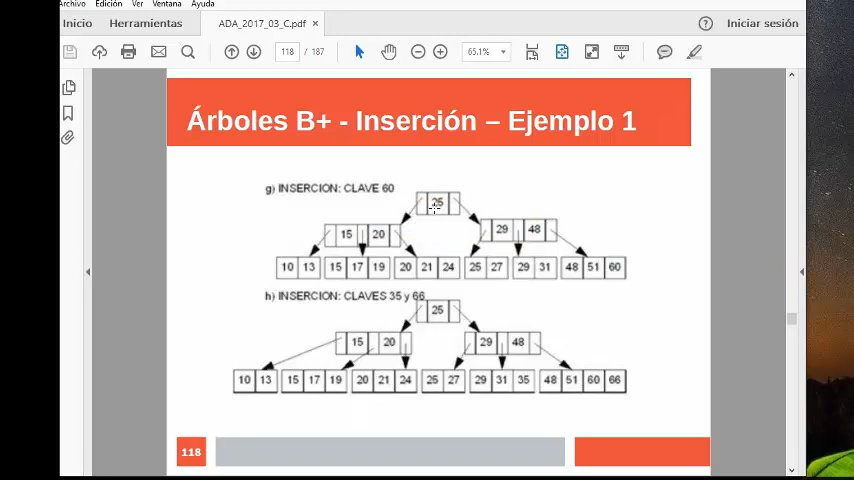 Archivo Edición Ver Ventana Ayuda
Inicio Herramientas ADA_2017_03_C.pdf × ? Iniciar sesión
118 / 187 65.1%
Árboles B+ - Inserción – Ejemplo 1
g) INSERCION: CLAVE 60
25
15 20 29 48
10 13 15 17 19 20 21 24 25 27 29 31 48 51 60
h) INSERCION: CLAVES 35 y 66
25
15 20 29 48
10 13 15 17 19 20 21 24 25 27 29 31 35 48 51 60 66
118